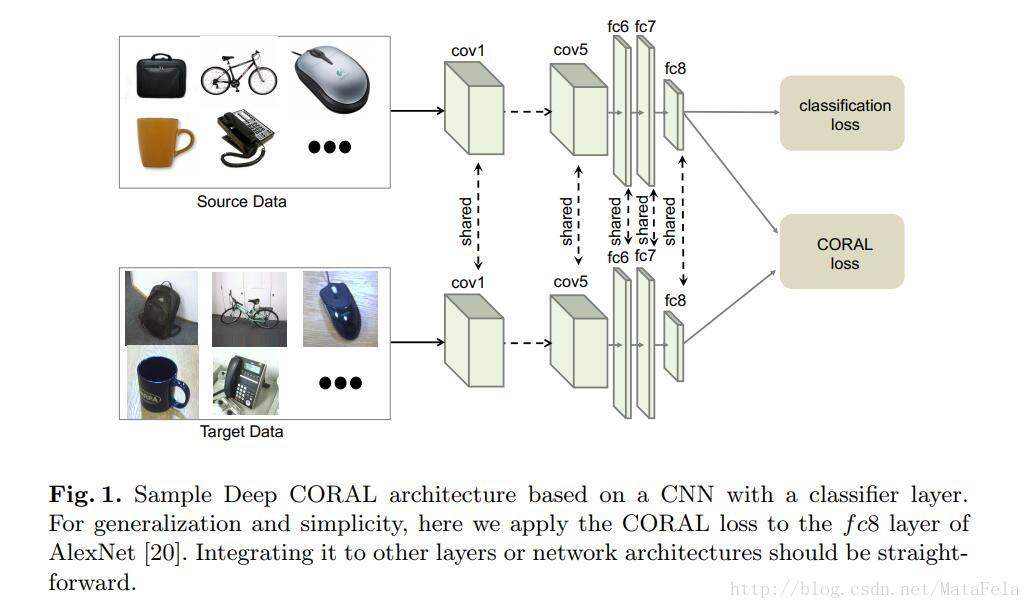 fc6 fc7
cov1
cov5
fc8
classification
loss
Source Data
shared
shared
shared
shared
shared
CORAL
loss
fc6 fc7
cov1
cov5
fc8
ARPA
Target Data
Fig. 1. Sample Deep CORAL architecture based on a CNN with a classifier layer.
For generalization and simplicity, here we apply the CORAL loss to the fc8 layer of
AlexNet [20]. Integrating it to other layers or network architectures should be straight-
forward.
http://blog.csdn.net/MataFela